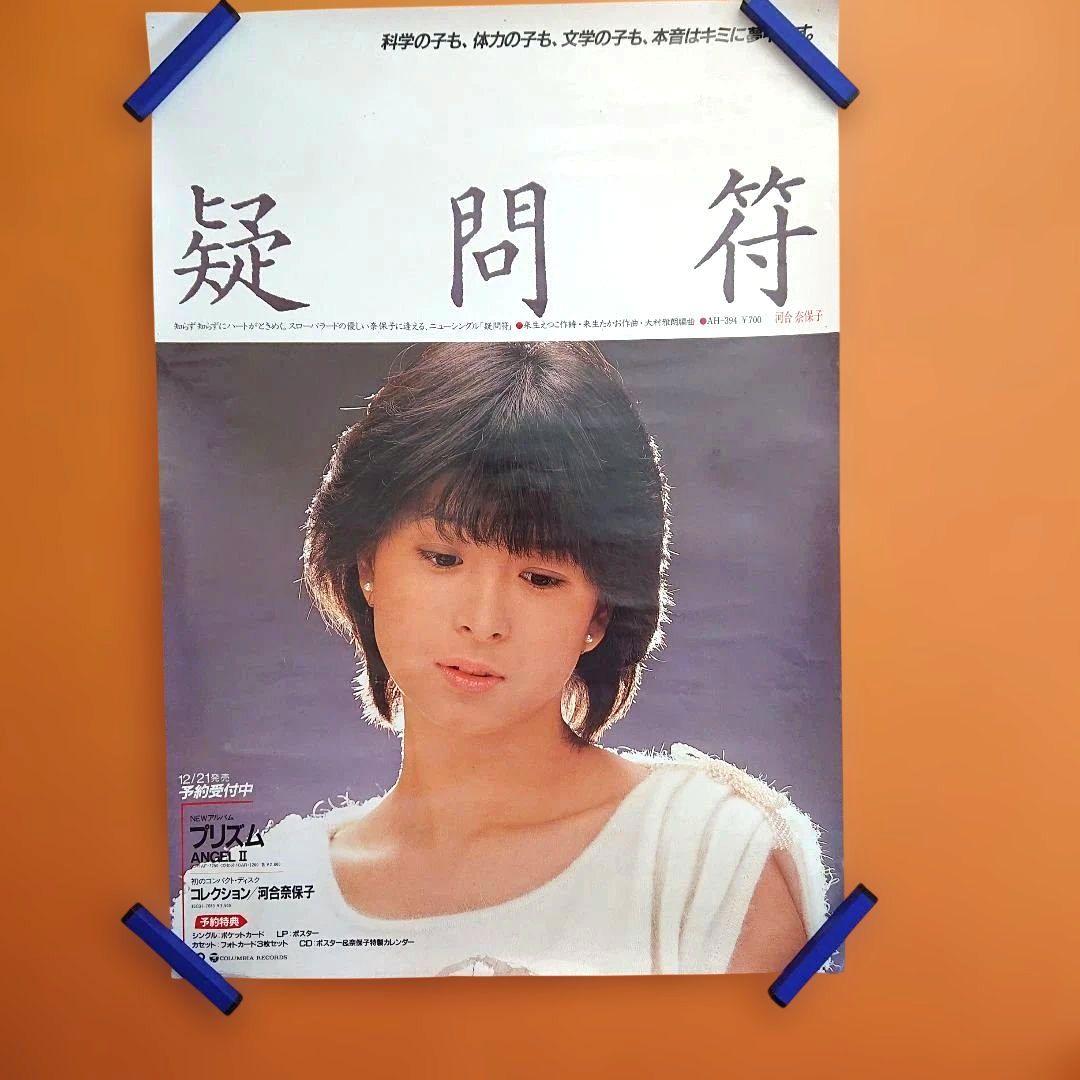 科学の子も、体力の子も、文学の子も、本音はキミに夢中です。
疑問符
知らず知らずにハートがときめく。スローバラードの優しい奈保子に逢える、ニューシングル「疑問符」●来生えつこ作詩・来生たかお作曲・大村雅朗編曲 ●AH-394 ¥700 河合奈保子
12/21発売
予約受付中
NEWアルバム
プリズム
ANGEL II
初のコンパクト・ディスク
コレクション/河合奈保子
予約特典
シングル:ポケットカード LP:ポスター
カセット:フォトカード3枚セット CD:ポスター&奈保子特製カレンダー
COLUMBIA RECORDS